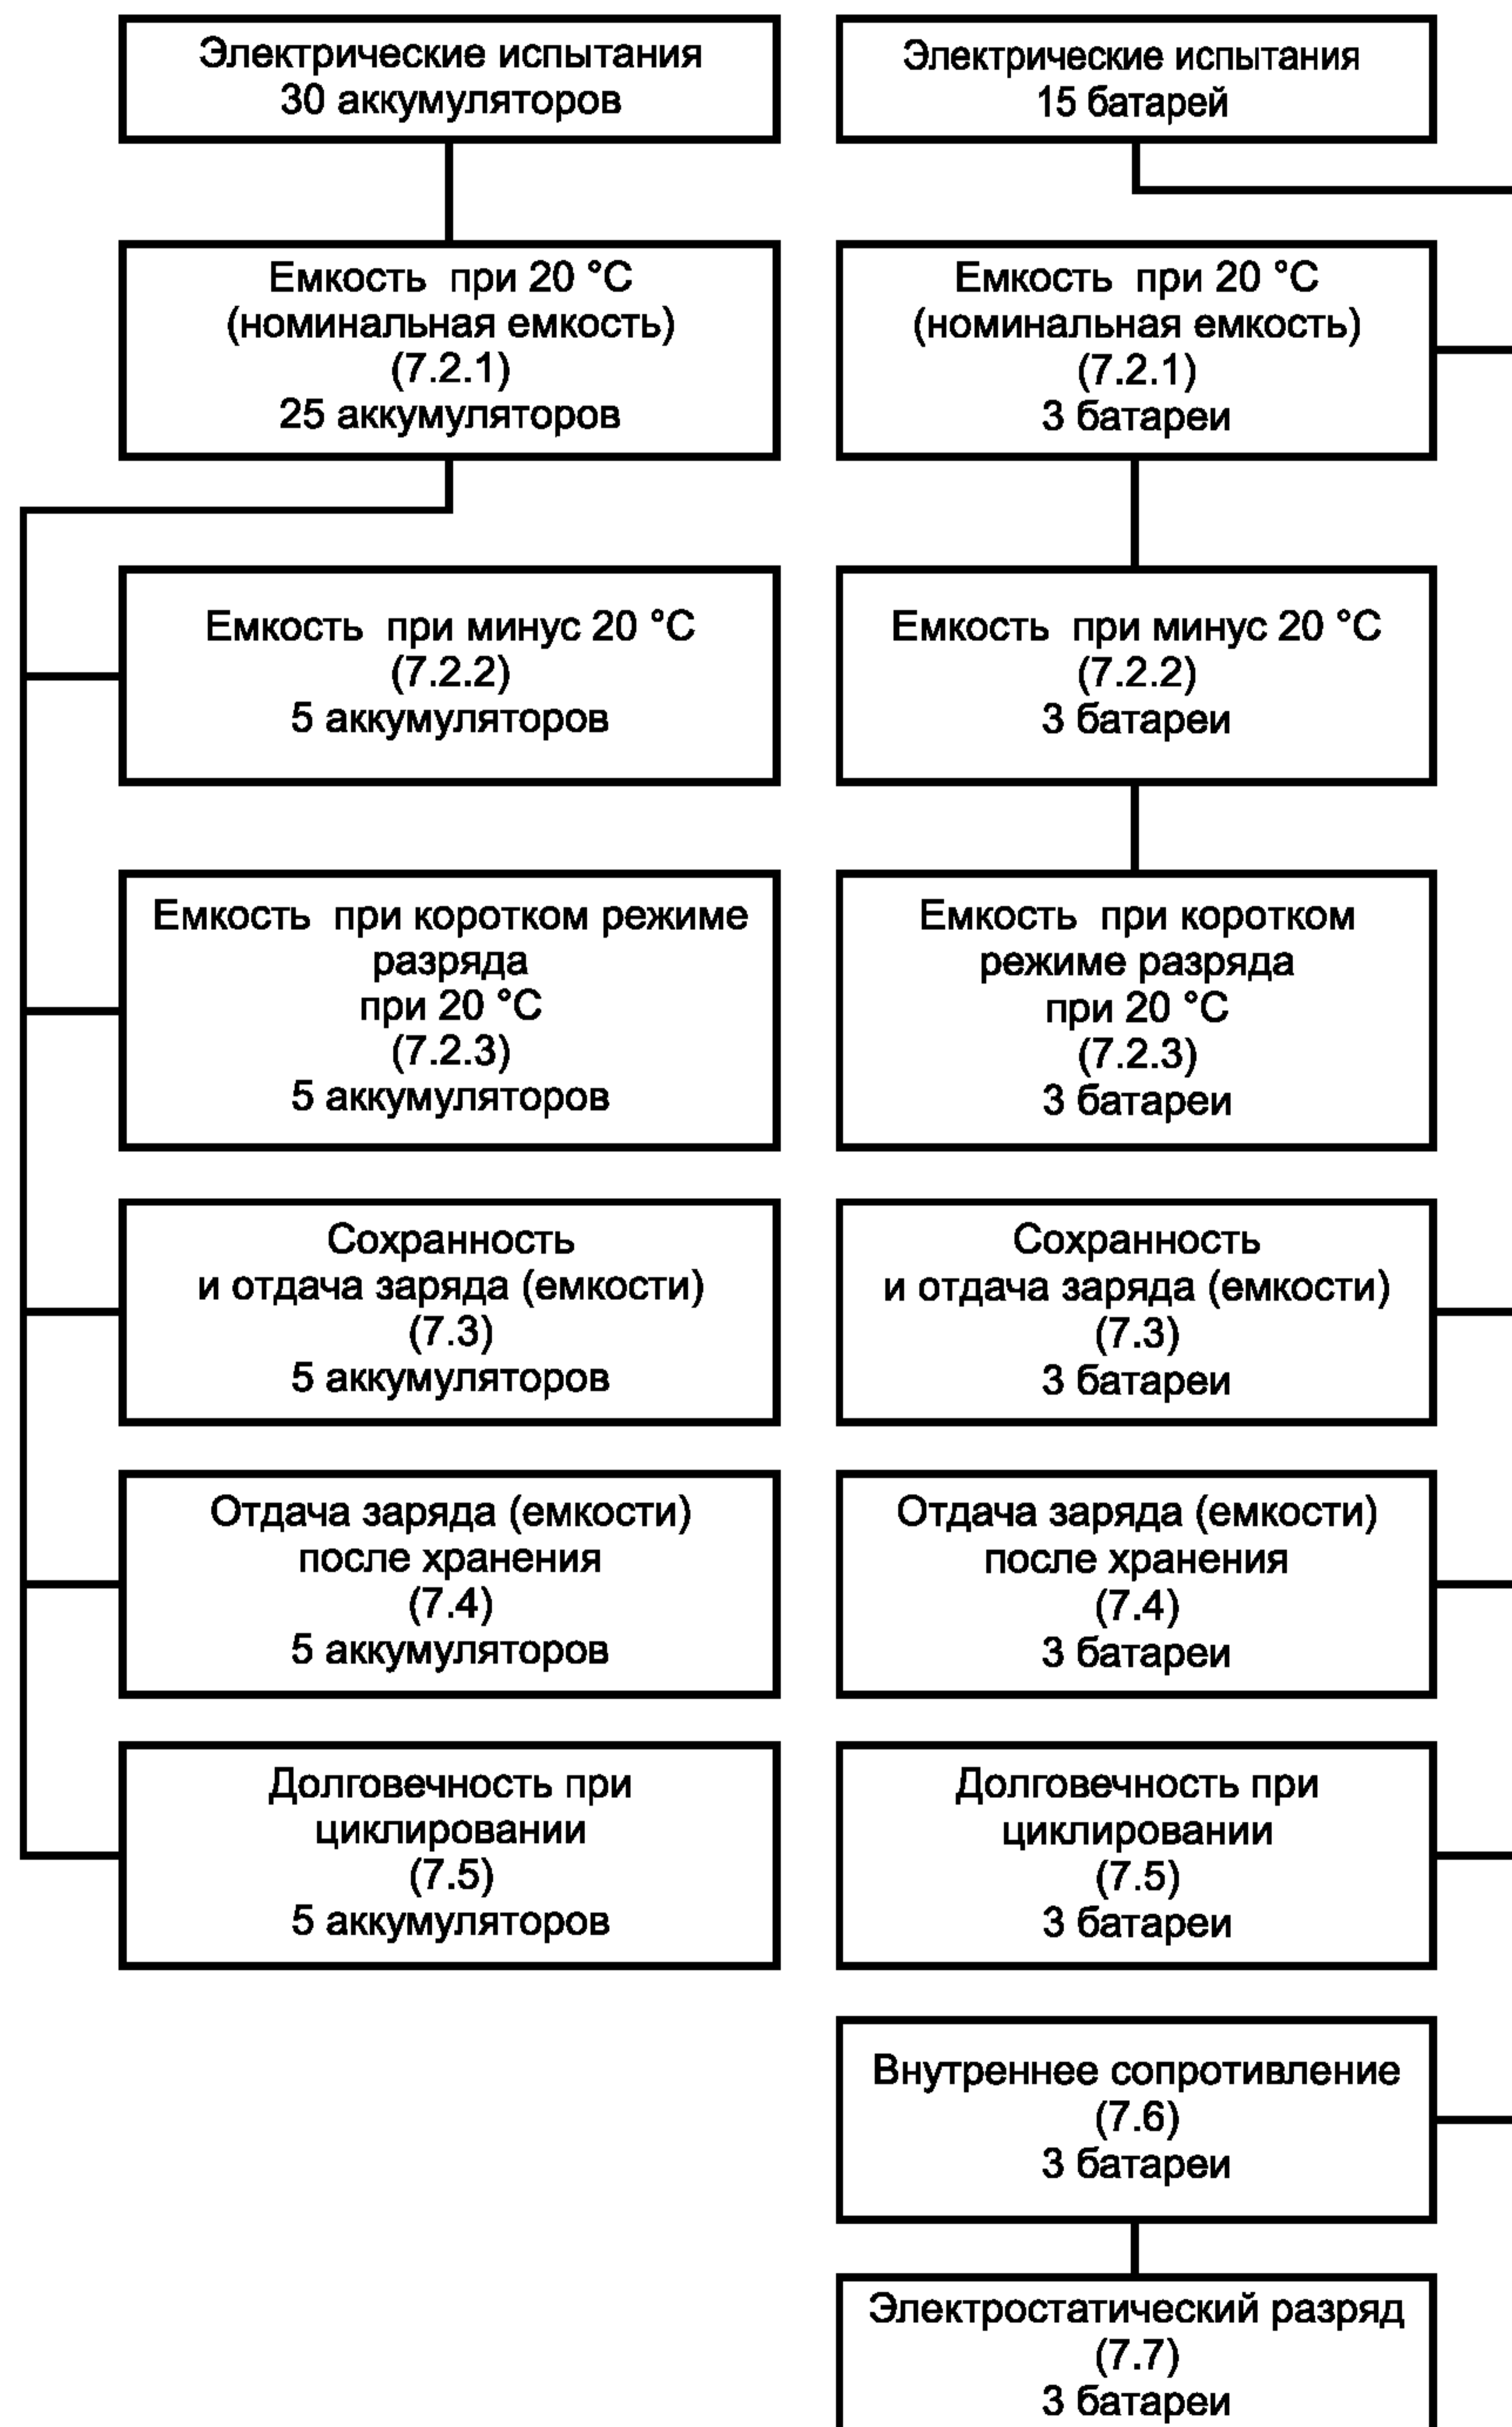 Электрические испытания
30 аккумуляторов
Емкость при 20 °С
(номинальная емкость)
(7.2.1)
25 аккумуляторов
Емкость при минус 20 °С
(7.2.2)
5 аккумуляторов
Емкость при коротком режиме
разряда
при 20 °С
(7.2.3)
5 аккумуляторов
Сохранность
и отдача заряда (емкости)
(7.3)
5 аккумуляторов
Отдача заряда (емкости)
после хранения
(7.4)
5 аккумуляторов
Долговечность при
циклировании
(7.5)
5 аккумуляторов
Электрические испытания
15 батарей
Емкость при 20 °С
(номинальная емкость)
(7.2.1)
3 батареи
Емкость при минус 20 °С
(7.2.2)
3 батареи
Емкость при коротком
режиме разряда
при 20 °С
(7.2.3)
3 батареи
Сохранность
и отдача заряда (емкости)
(7.3)
3 батареи
Отдача заряда (емкости)
после хранения
(7.4)
3 батареи
Долговечность при
циклировании
(7.5)
3 батареи
Внутреннее сопротивление
(7.6)
3 батареи
Электростатический разряд
(7.7)
3 батареи